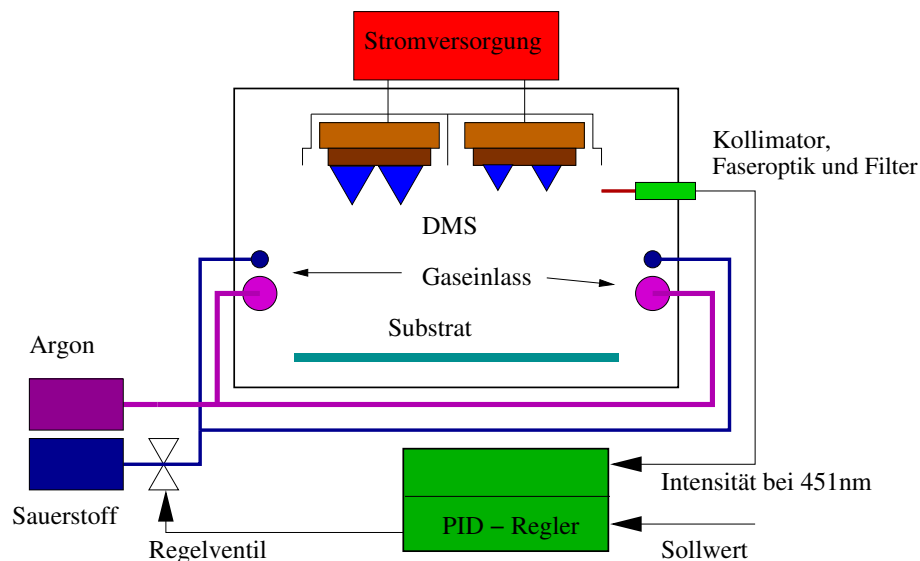 Stromversorgung
Kollimator,
Faseroptik und Filter
DMS
Gaseinlass
Substrat
Argon
Sauerstoff
Regelventil
PID − Regler
Intensität bei 451nm
Sollwert